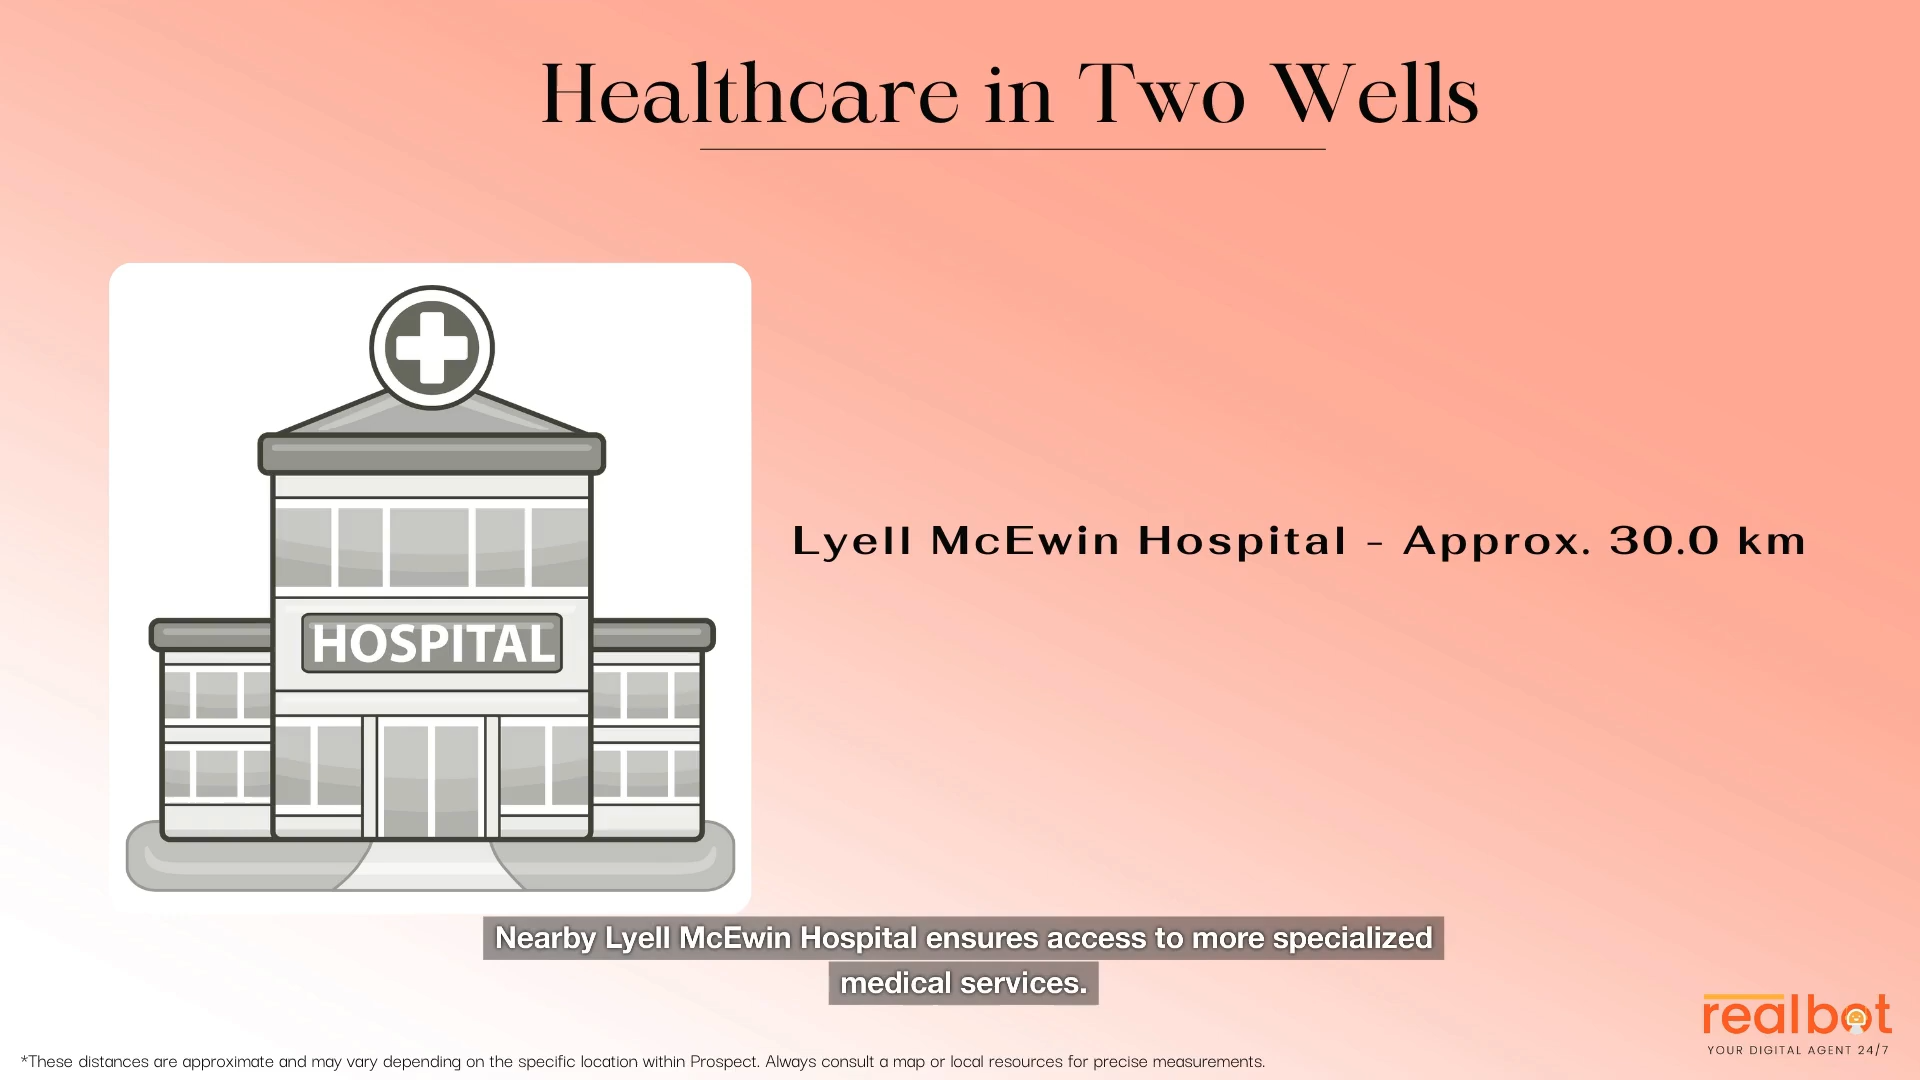 Healthcare in Two Wells
HOSPITAL
Lyell McEwin Hospital - Approx. 30.0 km
Nearby Lyell McEwin Hospital ensures access to more specialized
medical services.
realbot
YOUR DIGITAL AGENT 24/7
*These distances are approximate and may vary depending on the specific location within Prospect. Always consult a map or local resources for precise measurements.